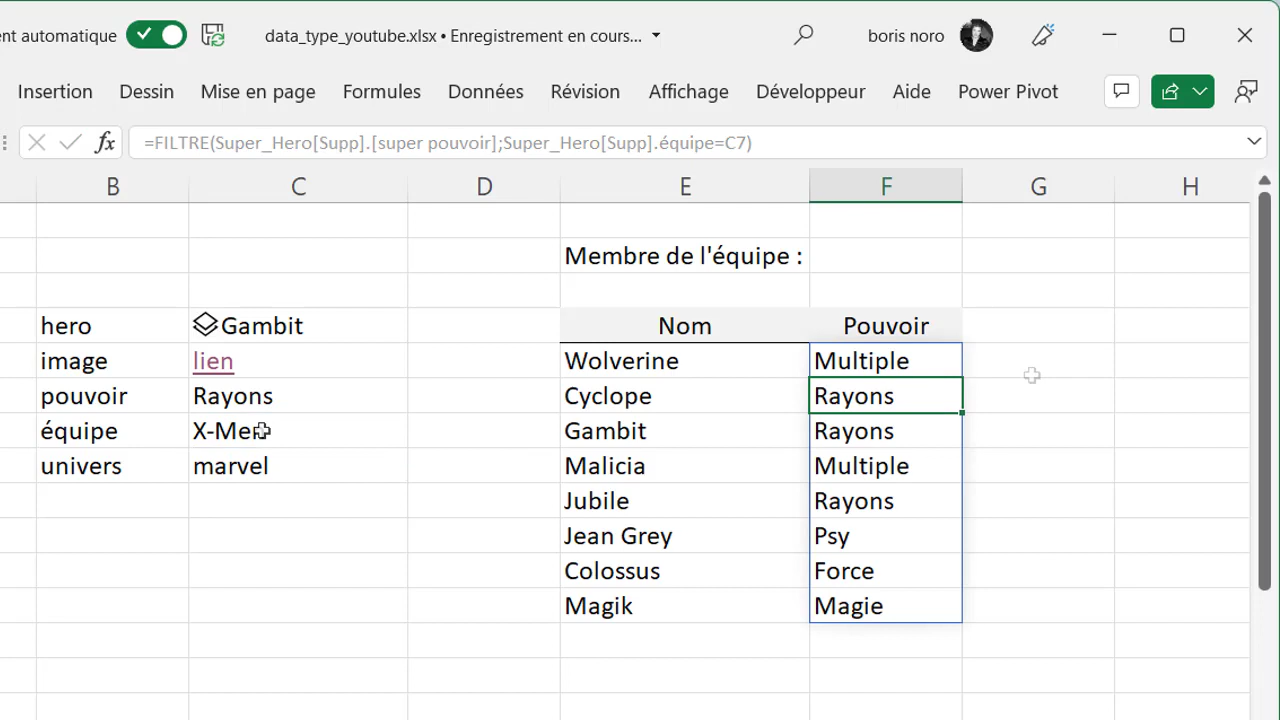 nt automatique
data_type_youtube.xlsx • Enregistrement en cours...
boris noro
Insertion Dessin Mise en page Formules Données Révision Affichage Développeur Aide Power Pivot
fx =FILTRE(Super_Hero[Supp].[super pouvoir];Super_Hero[Supp].équipe=C7)
B C D E F G H
Membre de l'équipe :
hero Gambit Nom Pouvoir
image lien Wolverine Multiple
pouvoir Rayons Cyclope Rayons
équipe X-Men Gambit Rayons
univers marvel Malicia Multiple
Jubile Rayons
Jean Grey Psy
Colossus Force
Magik Magie